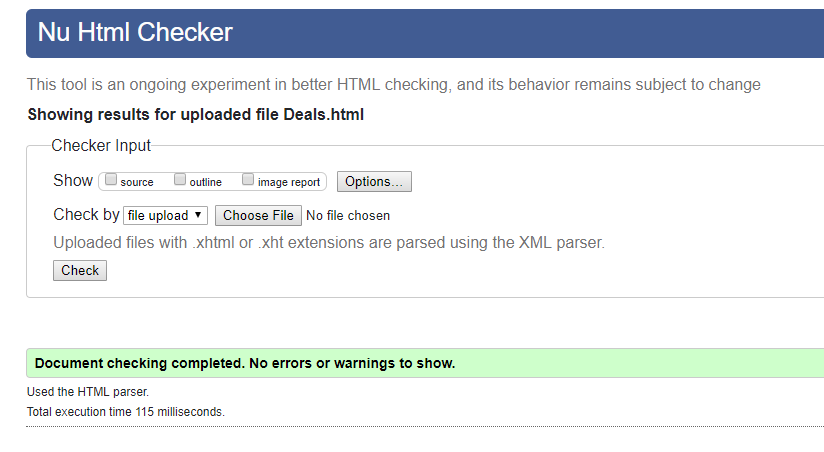 Nu Html Checker
This tool is an ongoing experiment in better HTML checking, and its behavior remains subject to change
Showing results for uploaded file Deals.html
Checker Input
Show source outline image report Options...
Check by file upload Choose File No file chosen
Uploaded files with .xhtml or .xht extensions are parsed using the XML parser.
Check
Document checking completed. No errors or warnings to show.
Used the HTML parser.
Total execution time 115 milliseconds.